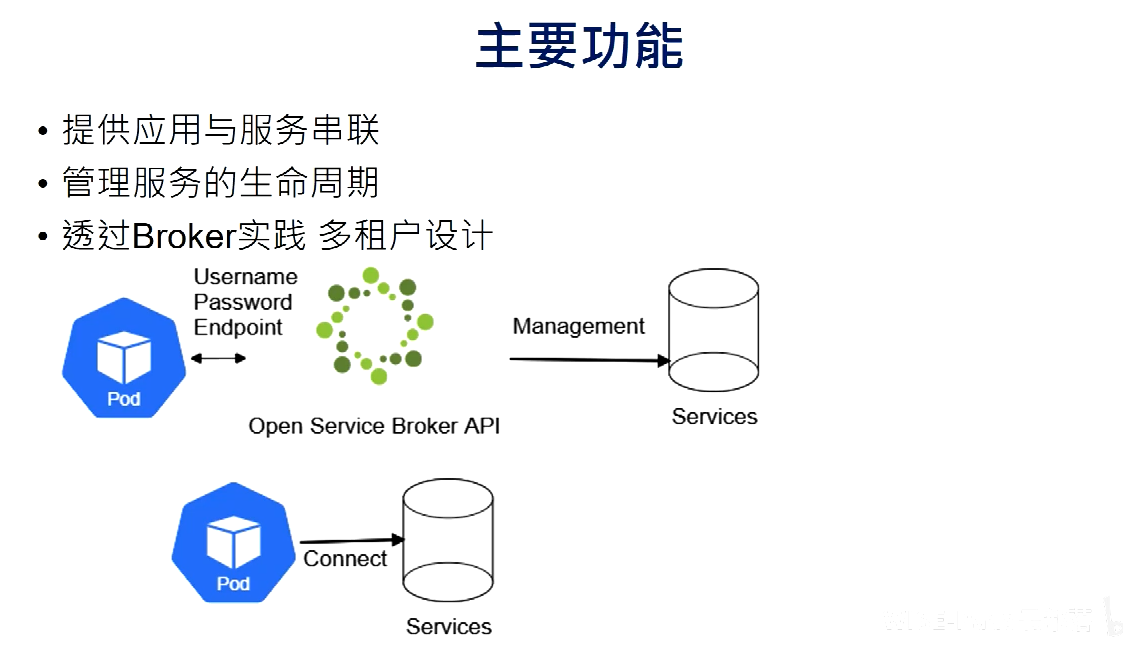 主要功能
• 提供应用与服务串联
• 管理服务的生命周期
• 透过Broker实践 多租户设计
Username
Password
Endpoint
Management
Pod
Services
Open Service Broker API
Connect
Pod
Services